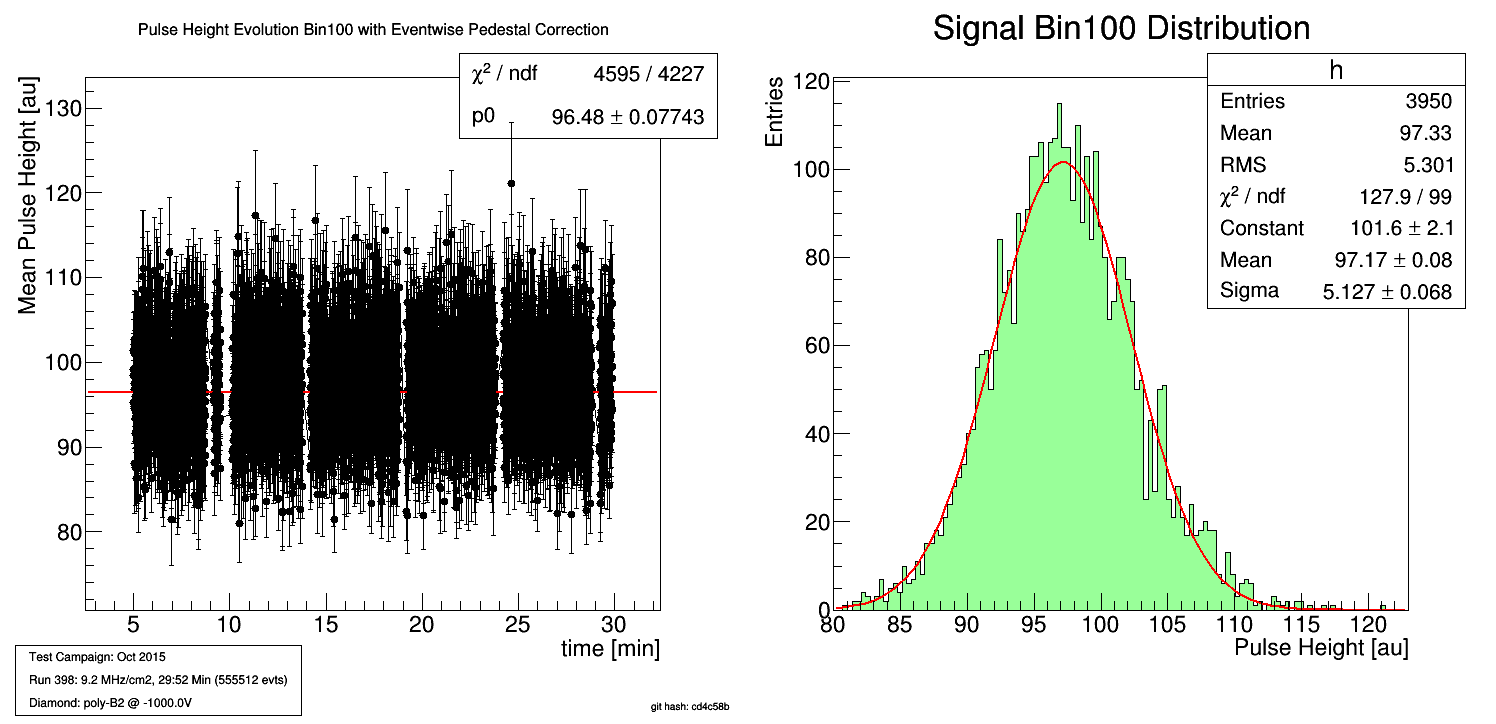 Pulse Height Evolution Bin100 with Eventwise Pedestal Correction
χ² / ndf 4595 / 4227
p0 96.48 ± 0.07743
Mean Pulse Height [au]
130
120
110
100
90
80
5 10 15 20 25 30
time [min]
Test Campaign: Oct 2015
Run 398: 9.2 MHz/cm2, 29:52 Min (555512 evts)
Diamond: poly-B2 @ -1000.0V
git hash: cd4c58b
Signal Bin100 Distribution
h
Entries 3950
Mean 97.33
RMS 5.301
χ² / ndf 127.9 / 99
Constant 101.6 ± 2.1
Mean 97.17 ± 0.08
Sigma 5.127 ± 0.068
Entries
120
100
80
60
40
20
0
80 85 90 95 100 105 110 115 120
Pulse Height [au]